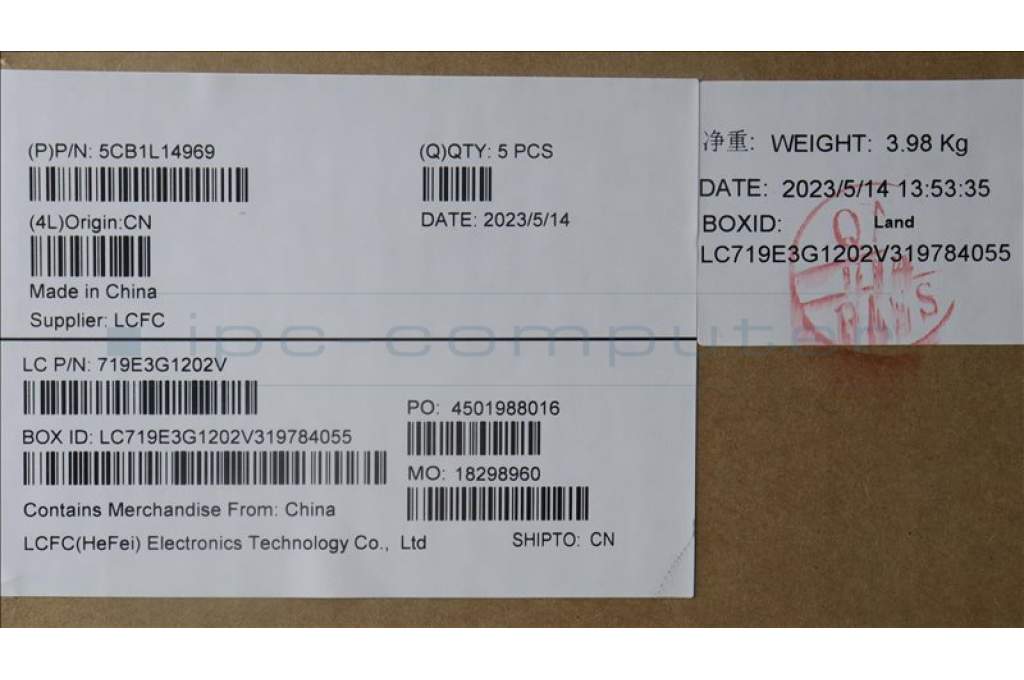 (P)P/N: 5CB1L14969
(Q)QTY: 5 PCS
(4L)Origin:CN
DATE: 2023/5/14
Made in China
Supplier: LCFC
LC P/N: 719E3G1202V
PO: 4501988016
BOX ID: LC719E3G1202V319784055
MO: 18298960
Contains Merchandise From: China
LCFC(HeFei) Electronics Technology Co., Ltd
SHIPTO: CN
净重: WEIGHT: 3.98 Kg
DATE: 2023/5/14 13:53:35
BOXID: Land
LC719E3G1202V319784055
ipc-computer